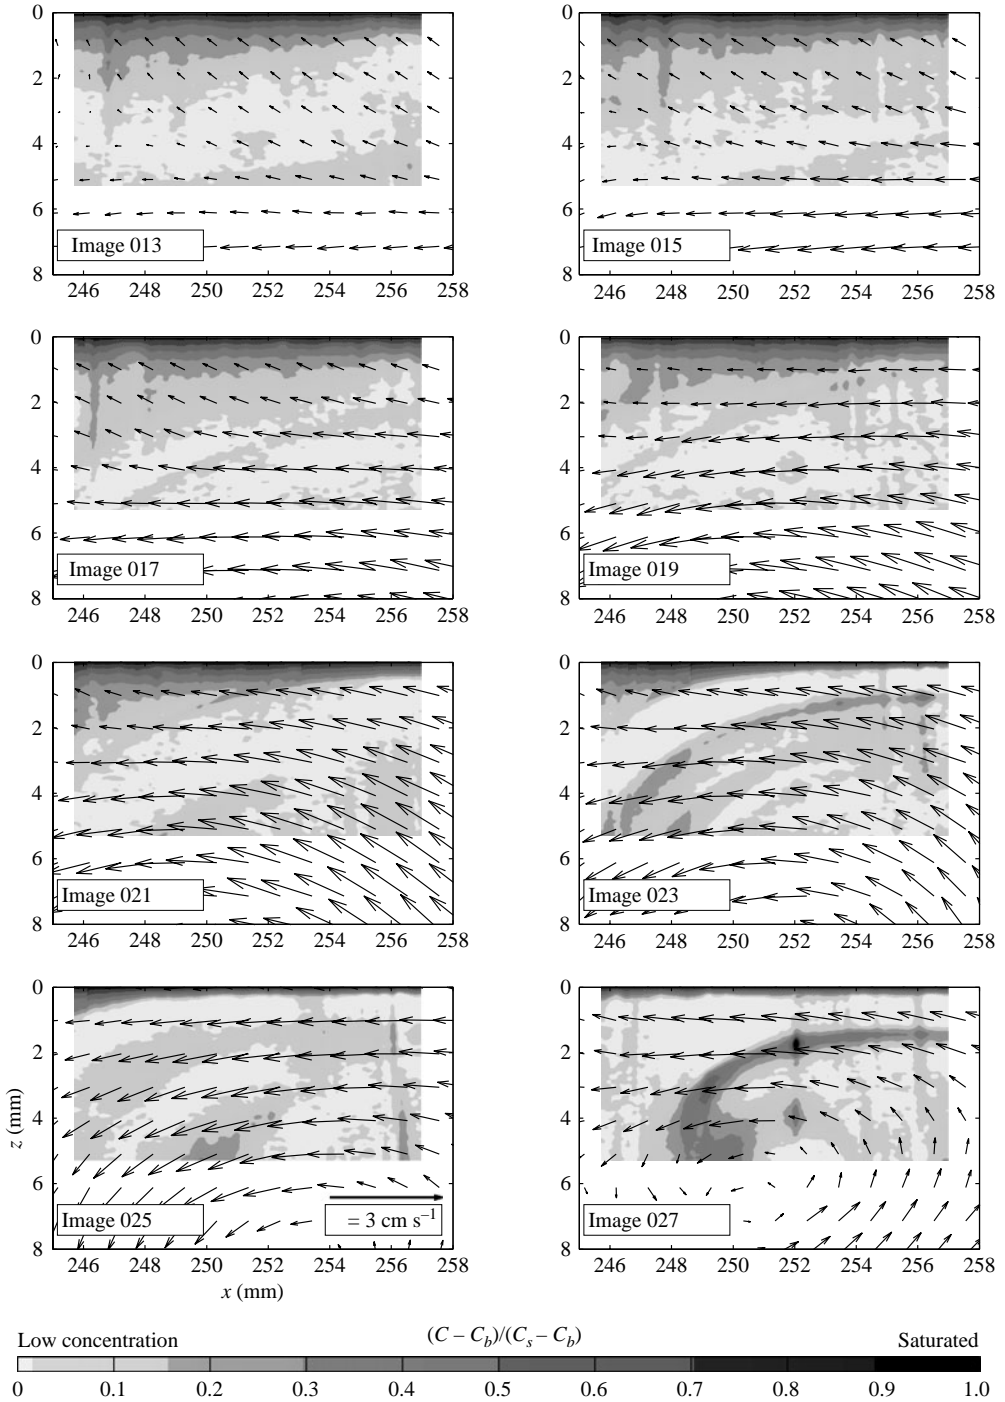 0 2 4 6 8
Image 013
246 248 250 252 254 256 258
0 2 4 6 8
Image 015
246 248 250 252 254 256 258
0 2 4 6 8
Image 017
246 248 250 252 254 256 258
0 2 4 6 8
Image 019
246 248 250 252 254 256 258
0 2 4 6 8
Image 021
246 248 250 252 254 256 258
0 2 4 6 8
Image 023
246 248 250 252 254 256 258
z (mm)
0 2 4 6 8
Image 025
= 3 cm s⁻¹
246 248 250 252 254 256 258
x (mm)
0 2 4 6 8
Image 027
246 248 250 252 254 256 258
Low concentration (C – C_b)/(C_s – C_b) Saturated
0 0.1 0.2 0.3 0.4 0.5 0.6 0.7 0.8 0.9 1.0